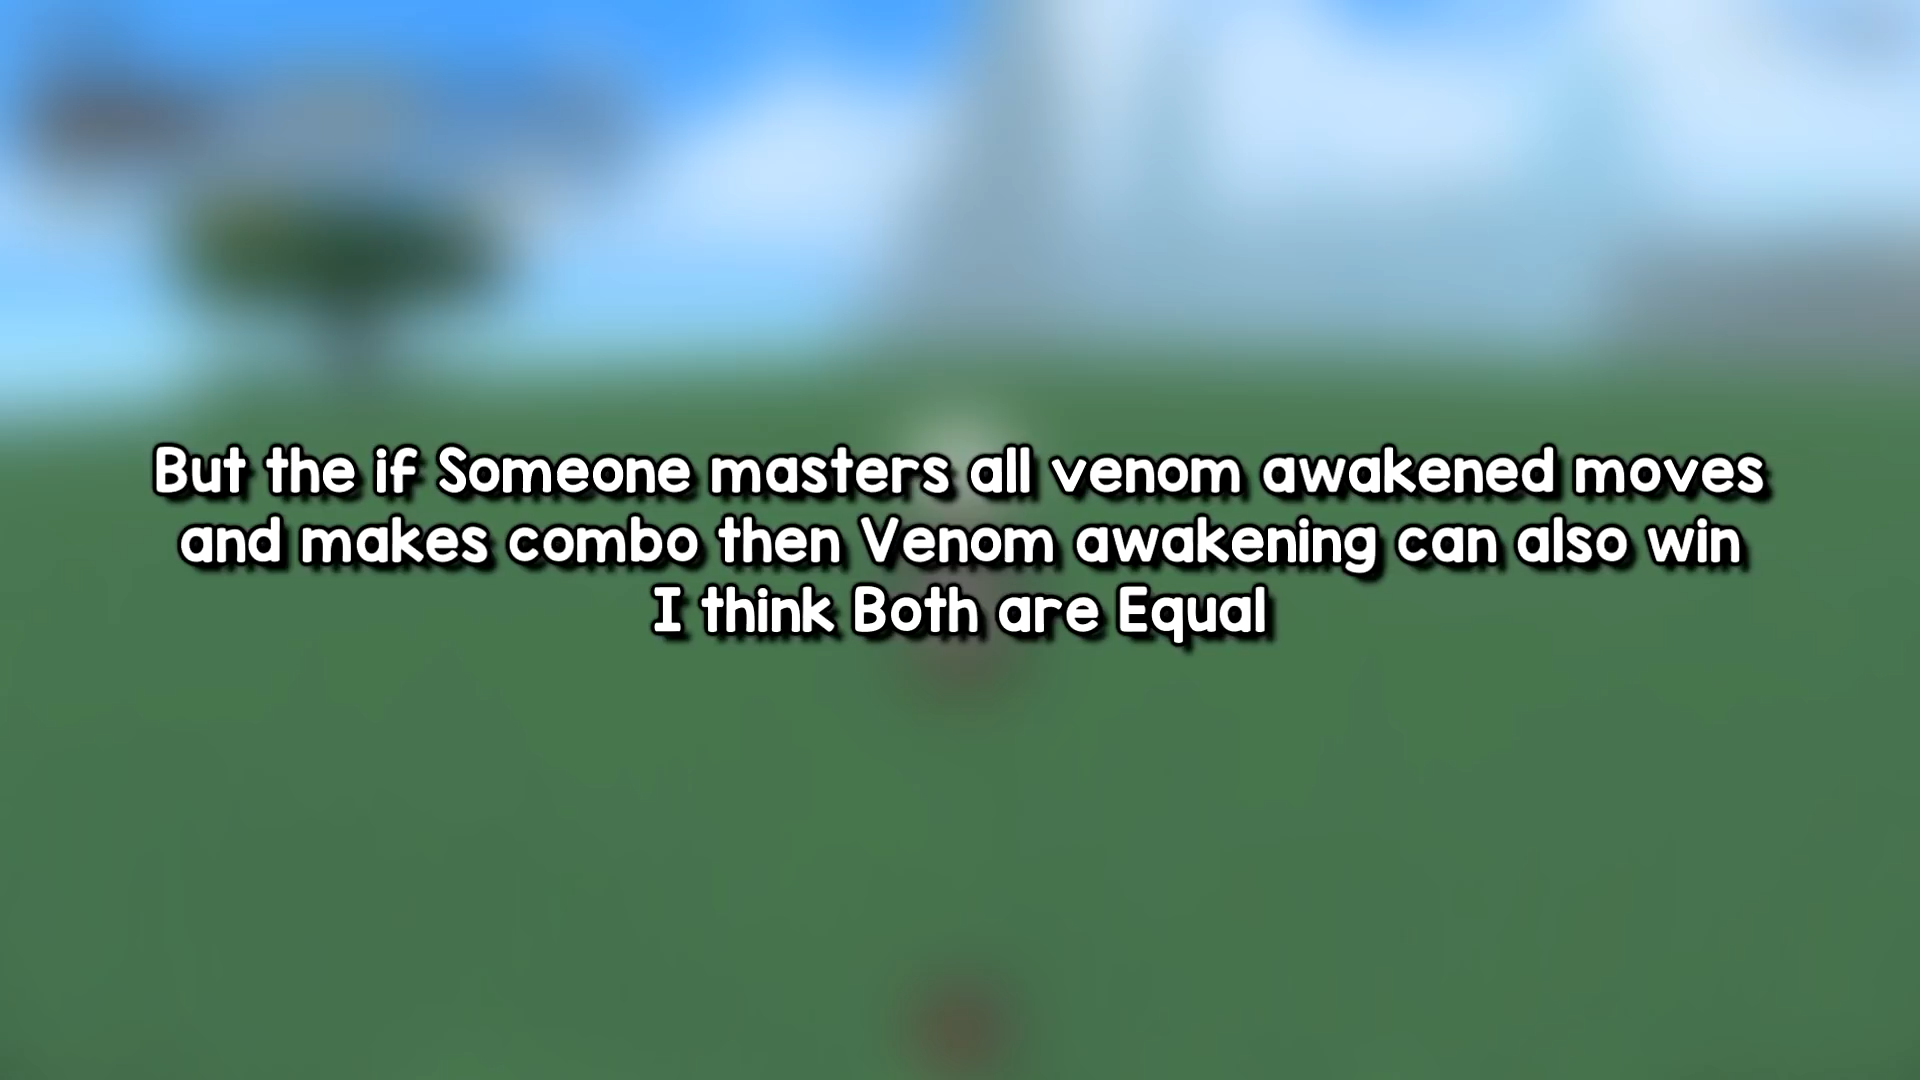 But the if Someone masters all venom awakened moves
and makes combo then Venom awakening can also win
I think Both are Equal